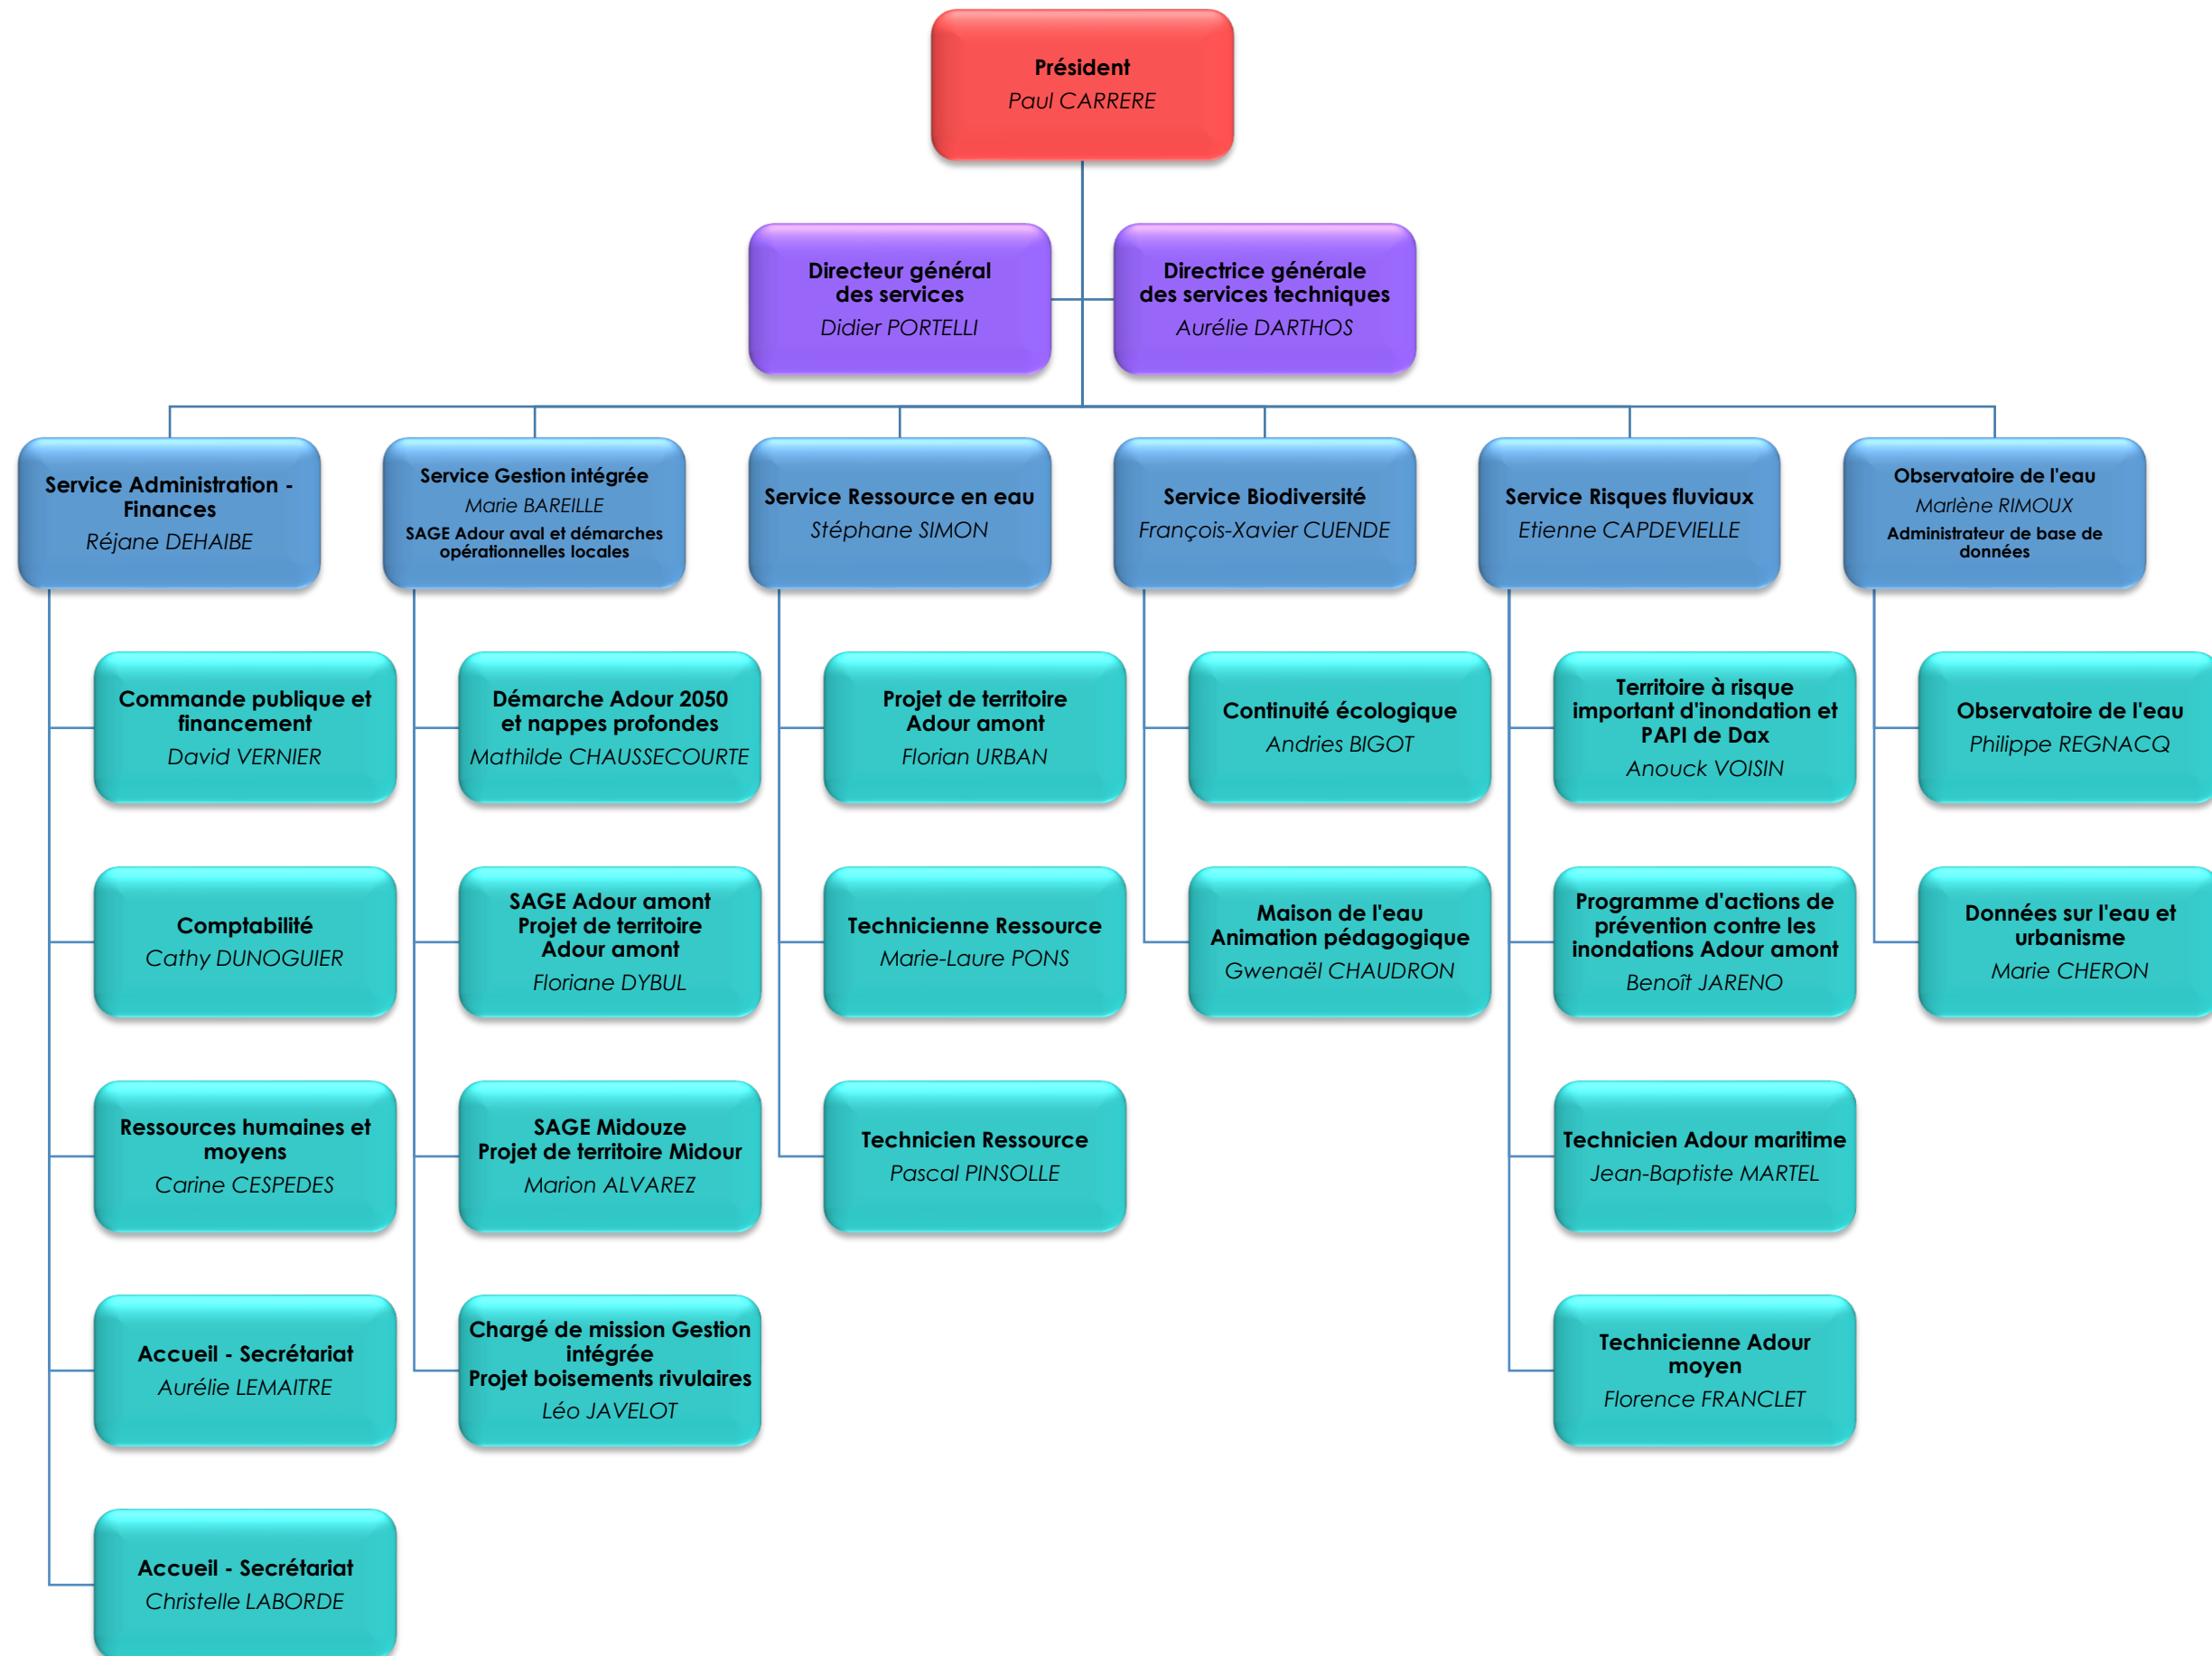 Président
Paul CARRERE
Directeur général
des services
Didier PORTELLI
Directrice générale
des services techniques
Aurélie DARTHOS
Service Administration -
Finances
Réjane DEHAIBE
Service Gestion intégrée
Marie BAREILLE
SAGE Adour aval et démarches
opérationnelles locales
Service Ressource en eau
Stéphane SIMON
Service Biodiversité
François-Xavier CUENDE
Service Risques fluviaux
Etienne CAPDEVIELLE
Observatoire de l'eau
Marlène RIMOUX
Administrateur de base de
données
Commande publique et
financement
David VERNIER
Comptabilité
Cathy DUNOGUIER
Ressources humaines et
moyens
Carine CESPEDES
Accueil - Secrétariat
Aurélie LEMAITRE
Accueil - Secrétariat
Christelle LABORDE
Démarche Adour 2050
et nappes profondes
Mathilde CHAUSSECOURTE
SAGE Adour amont
Projet de territoire
Adour amont
Floriane DYBUL
SAGE Midouze
Projet de territoire Midour
Marion ALVAREZ
Chargé de mission Gestion
intégrée
Projet boisements rivulaires
Léo JAVELOT
Projet de territoire
Adour amont
Florian URBAN
Technicienne Ressource
Marie-Laure PONS
Technicien Ressource
Pascal PINSOLLE
Continuité écologique
Andries BIGOT
Maison de l'eau
Animation pédagogique
Gwenaël CHAUDRON
Territoire à risque
important d'inondation et
PAPI de Dax
Anouck VOISIN
Programme d'actions de
prévention contre les
inondations Adour amont
Benoît JARENO
Technicien Adour maritime
Jean-Baptiste MARTEL
Technicienne Adour
moyen
Florence FRANCLET
Observatoire de l'eau
Philippe REGNACQ
Données sur l'eau et
urbanisme
Marie CHERON